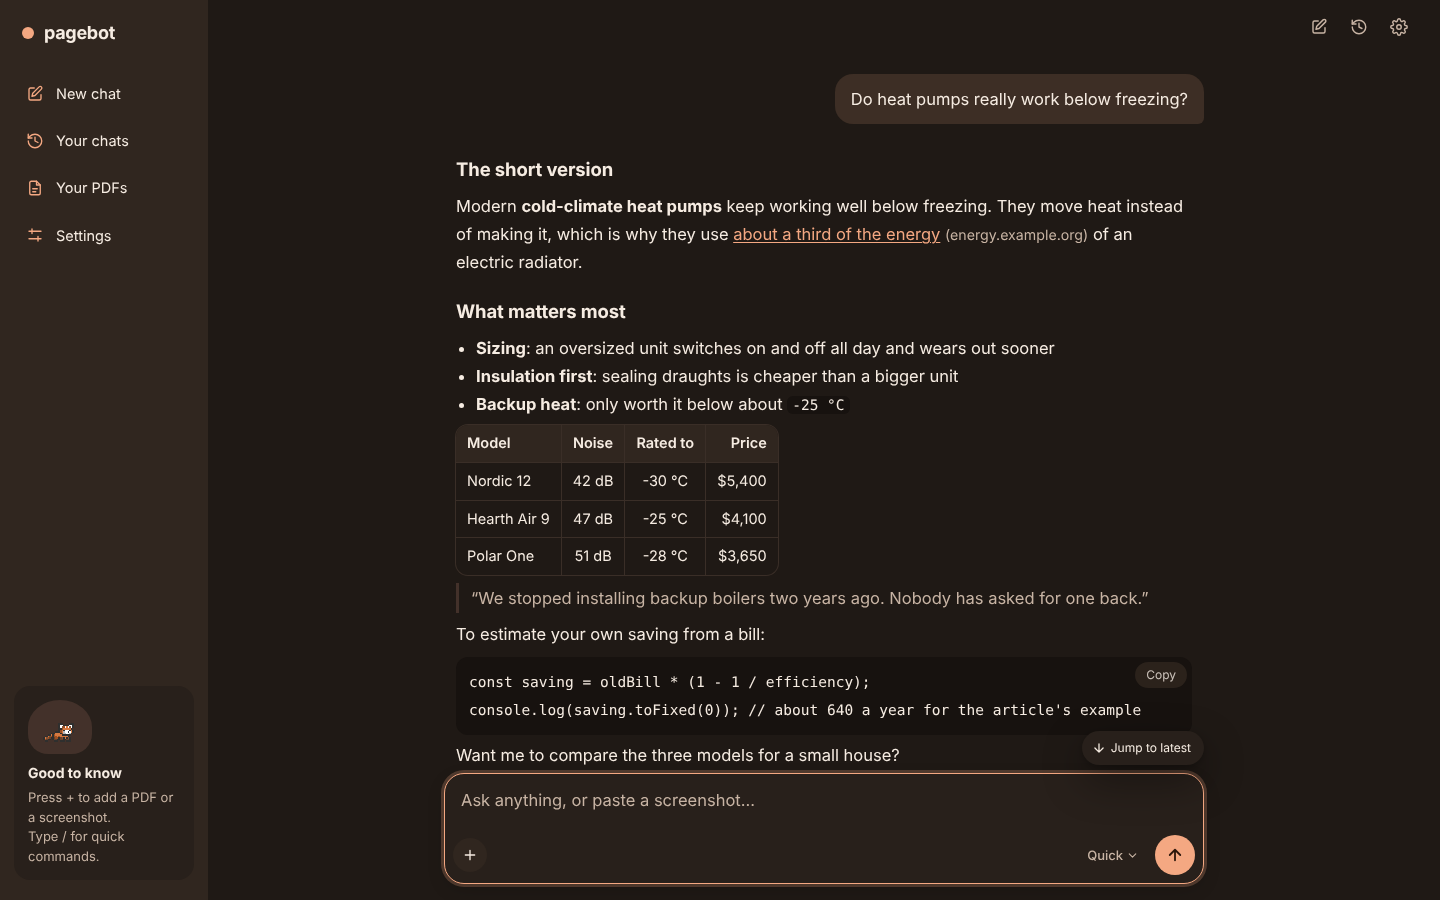 pagebot
New chat
Your chats
Your PDFs
Settings
Good to know
Press + to add a PDF or
a screenshot.
Type / for quick
commands.
Do heat pumps really work below freezing?
The short version
Modern cold-climate heat pumps keep working well below freezing. They move heat instead
of making it, which is why they use about a third of the energy (energy.example.org) of an
electric radiator.
What matters most
• Sizing: an oversized unit switches on and off all day and wears out sooner
• Insulation first: sealing draughts is cheaper than a bigger unit
• Backup heat: only worth it below about -25 °C
Model Noise Rated to Price
Nordic 12 42 dB -30 °C $5,400
Hearth Air 9 47 dB -25 °C $4,100
Polar One 51 dB -28 °C $3,650
“We stopped installing backup boilers two years ago. Nobody has asked for one back.”
To estimate your own saving from a bill:
Copy
const saving = oldBill * (1 - 1 / efficiency);
console.log(saving.toFixed(0)); // about 640 a year for the article's example
Jump to latest
Want me to compare the three models for a small house?
Ask anything, or paste a screenshot...
Quick